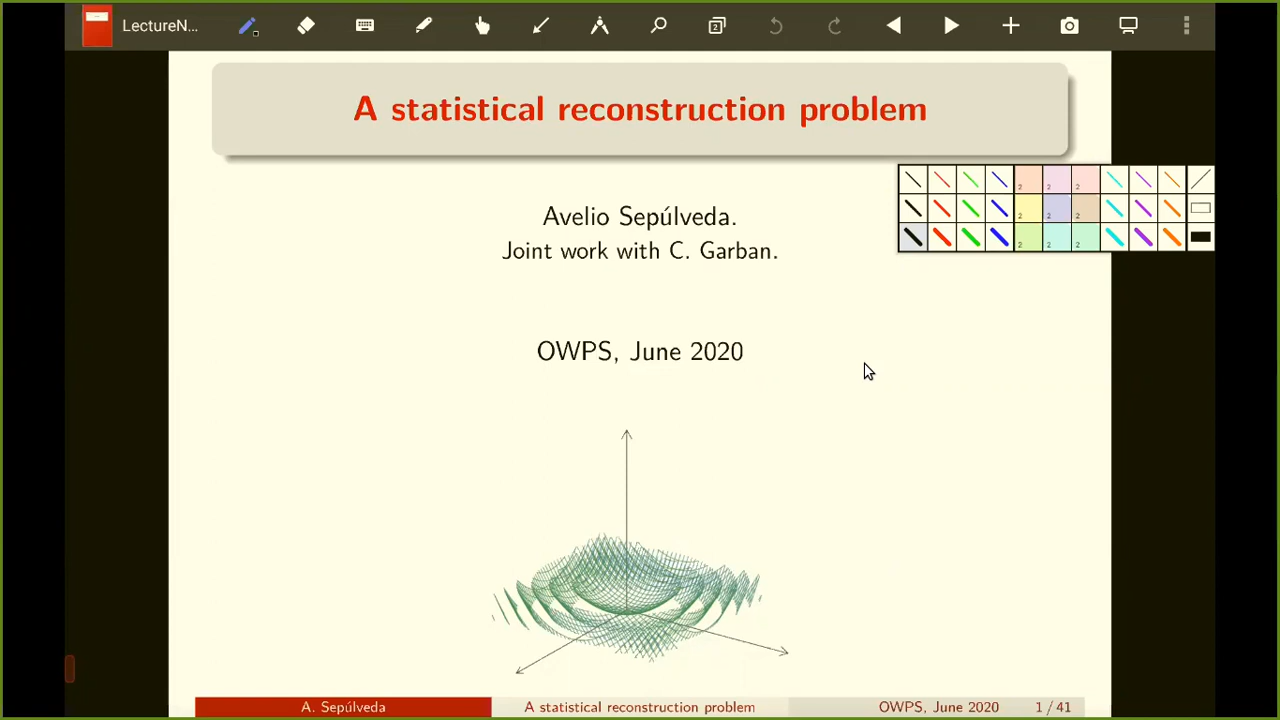 LectureN...
A statistical reconstruction problem
Avelio Sepúlveda.
Joint work with C. Garban.
OWPS, June 2020
A. Sepúlveda
A statistical reconstruction problem
OWPS, June 2020
1 / 41